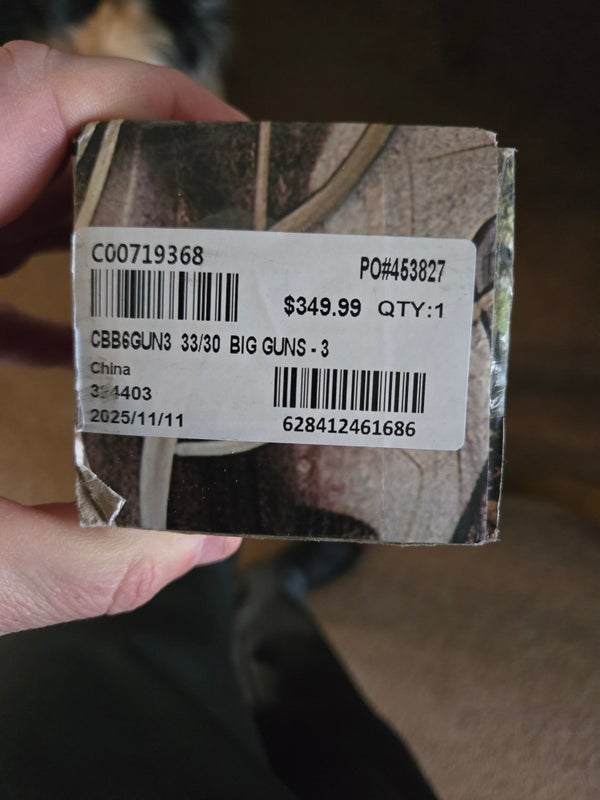 C00719368
PO#453827
$349.99 QTY:1
CBB6GUN3 33/30 BIG GUNS - 3
China
2025/11/11
628412461686